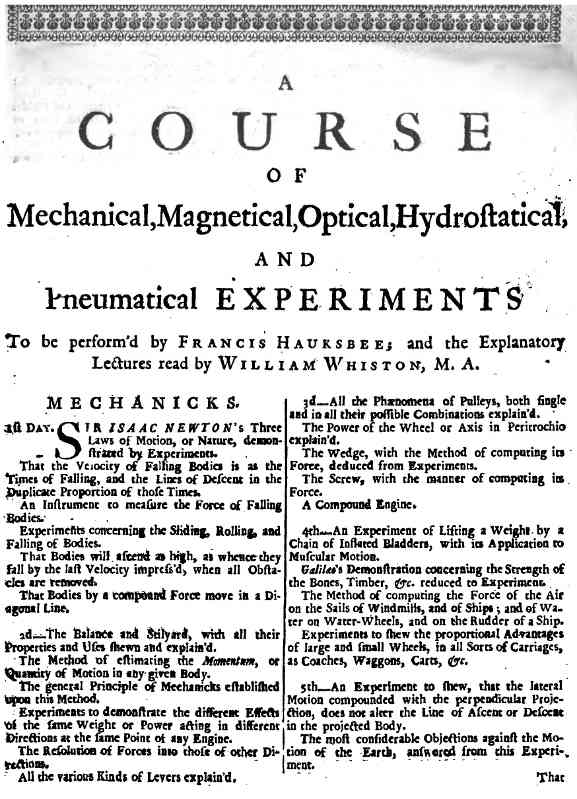 A
COURSE
OF
Mechanical, Magnetical, Optical, Hydroſtatical,
AND
Pneumatical EXPERIMENTS
To be perform'd by FRANCIS HAUKSBEE; and the Explanatory
Lectures read by WILLIAM WHISTON, M. A.
MECHANICKS.
1ſt DAY. SIR ISAAC NEWTON's Three
Laws of Motion, or Nature, demon-
ſtrated by Experiments.
That the Velocity of Falling Bodies is as the
Times of Falling, and the Lines of Deſcent in the
Duplicate Proportion of thoſe Times.
An Inſtrument to meaſure the Force of Falling
Bodies.
Experiments concerning the Sliding, Rolling, and
Falling of Bodies.
That Bodies will aſcend as high, as whence they
fall by the laſt Velocity impreſs'd, when all Obſta-
cles are removed.
That Bodies by a compound Force move in a Di-
agonal Line.
2d—The Balance and Stilyard, with all their
Properties and Uſes ſhewn and explain'd.
The Method of eſtimating the Momentum, or
Quantity of Motion in any given Body.
The general Principle of Mechanicks eſtabliſhed
upon this Method.
Experiments to demonſtrate the different Effects
of the ſame Weight or Power acting in different
Directions at the ſame Point of any Engine.
The Reſolution of Forces into thoſe of other Di-
rections.
All the various Kinds of Levers explain'd.
3d—All the Phænomena of Pulleys, both ſingle
and in all their poſſible Combinations explain'd.
The Power of the Wheel or Axis in Peritrochio
explain'd.
The Wedge, with the Method of computing its
Force, deduced from Experiments.
The Screw, with the manner of computing its
Force.
A Compound Engine.
4th—An Experiment of Lifting a Weight by a
Chain of Inflated Bladders, with its Application to
Muſcular Motion.
Galileo's Demonſtration concerning the Strength of
the Bones, Timber, &c. reduced to Experiment.
The Method of computing the Force of the Air
on the Sails of Windmills, and of Ships; and of Wa-
ter on Water-Wheels, and on the Rudder of a Ship.
Experiments to ſhew the proportional Advantages
of large and ſmall Wheels, in all Sorts of Carriages,
as Coaches, Waggons, Carts, &c.
5th—An Experiment to ſhew, that the lateral
Motion compounded with the perpendicular Projec-
ction, does not alter the Line of Aſcent or Deſcent
in the projected Body.
The moſt conſiderable Objections againſt the Mo-
tion of the Earth, anſwered from this Experi-
ment.
That